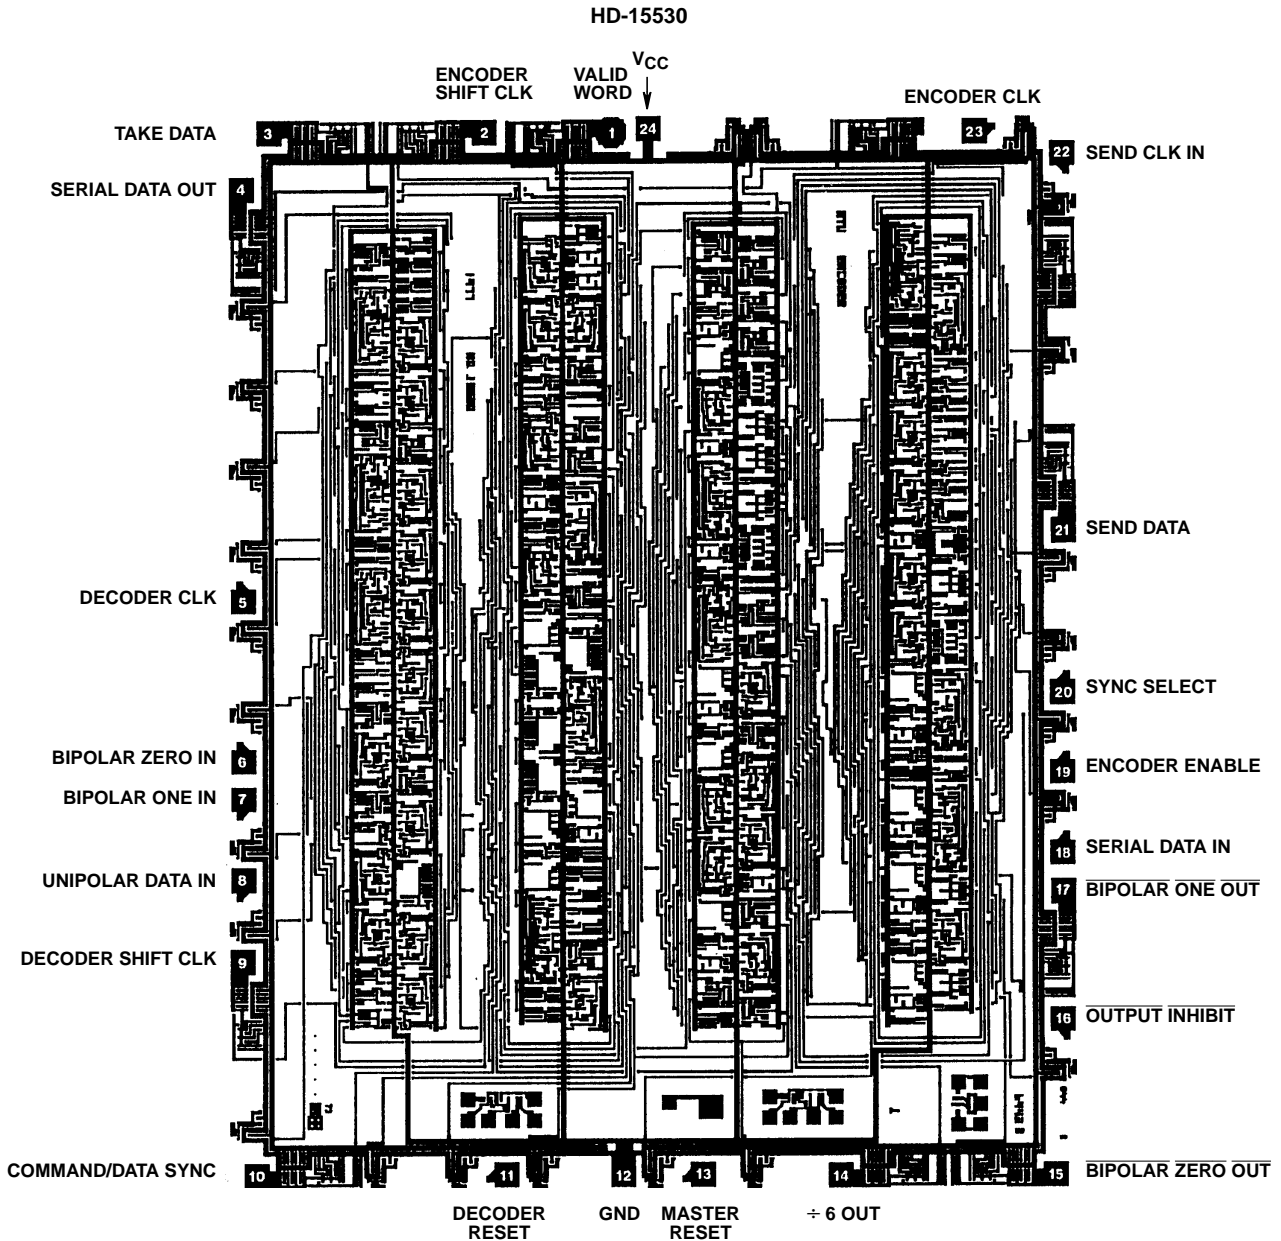 HD-15530
VCC
ENCODER
SHIFT CLK
VALID
WORD
ENCODER CLK
TAKE DATA
3
2
1
24
23
22
SEND CLK IN
SERIAL DATA OUT
4
21
SEND DATA
DECODER CLK
5
20
SYNC SELECT
BIPOLAR ZERO IN
6
19
ENCODER ENABLE
BIPOLAR ONE IN
7
18
SERIAL DATA IN
UNIPOLAR DATA IN
8
17
BIPOLAR ONE OUT
DECODER SHIFT CLK
9
16
OUTPUT INHIBIT
COMMAND/DATA SYNC
10
11
12
13
14
15
BIPOLAR ZERO OUT
DECODER
RESET
GND
MASTER
RESET
÷ 6 OUT